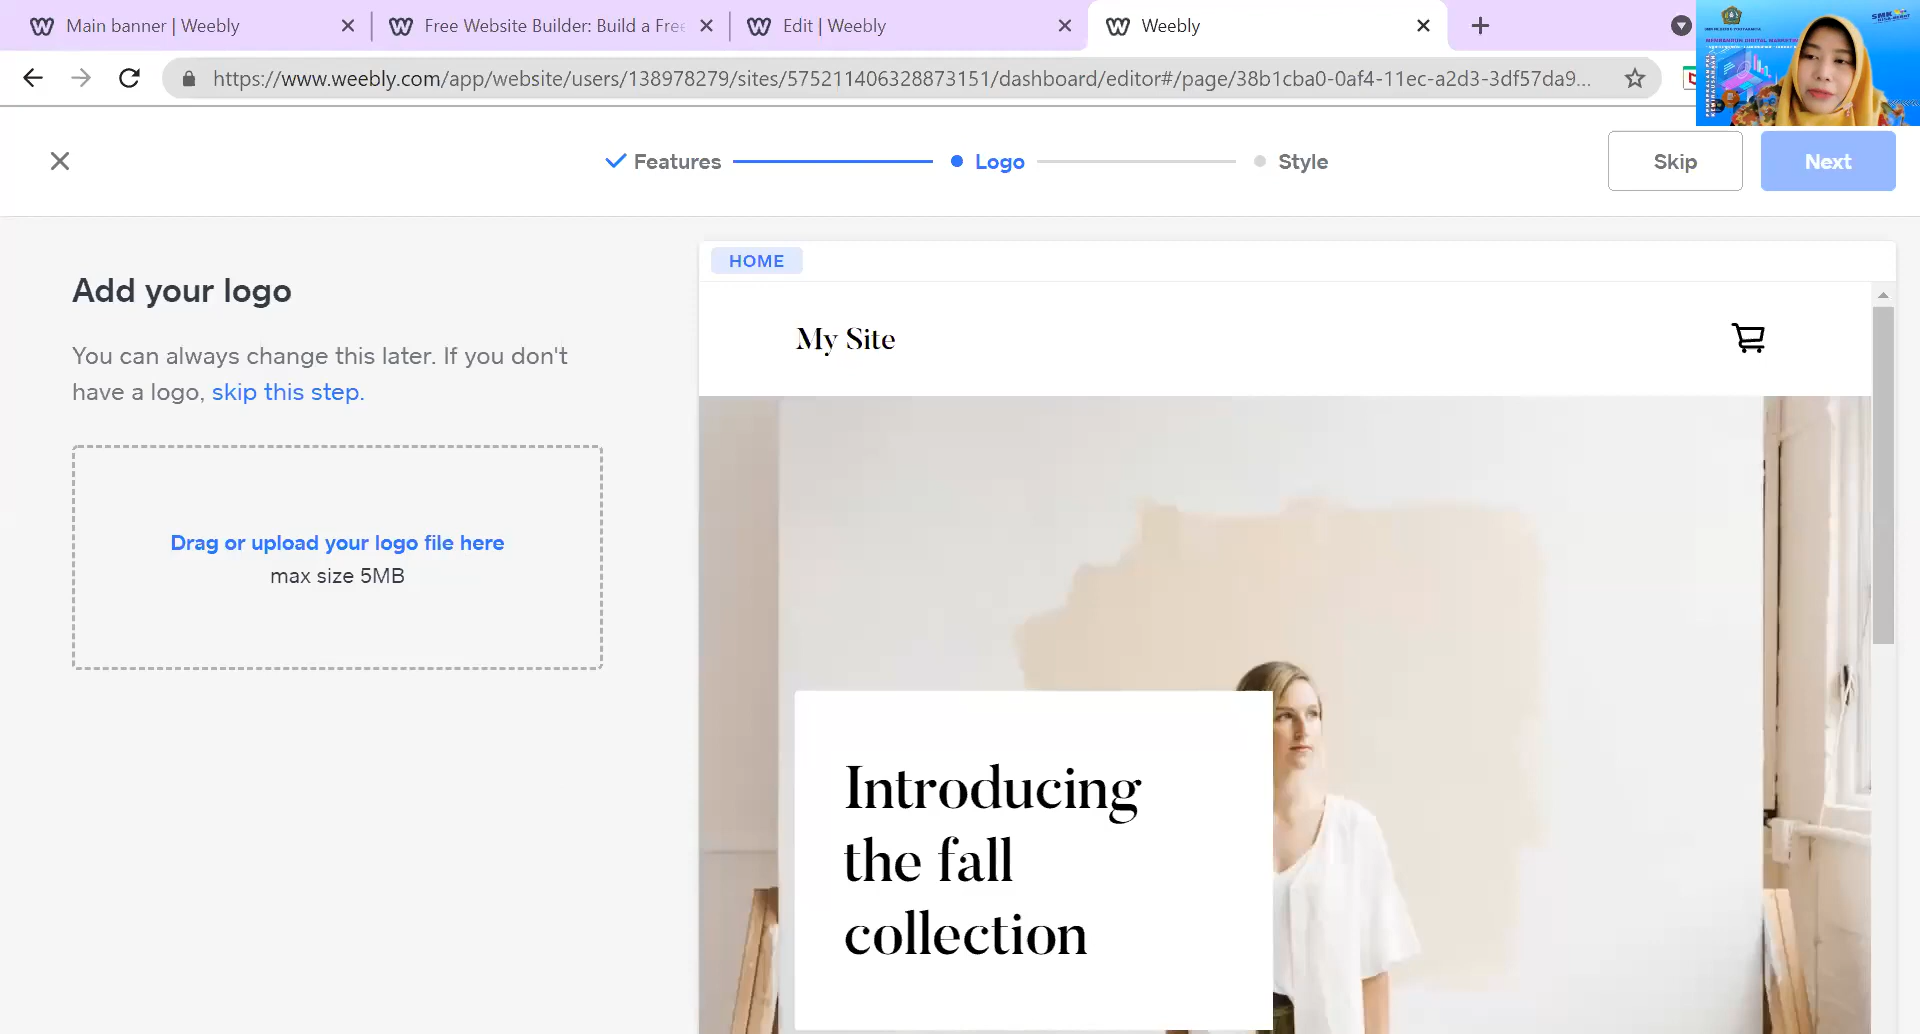 Main banner | Weebly
Free Website Builder: Build a Free
Edit | Weebly
Weebly
https://www.weebly.com/app/website/users/138978279/sites/575211406328873151/dashboard/editor#/page/38b1cba0-0af4-11ec-a2d3-3df57da9...
Features
Logo
Style
Skip
Next
Add your logo
You can always change this later. If you don't
have a logo, skip this step.
Drag or upload your logo file here
max size 5MB
HOME
My Site
Introducing
the fall
collection